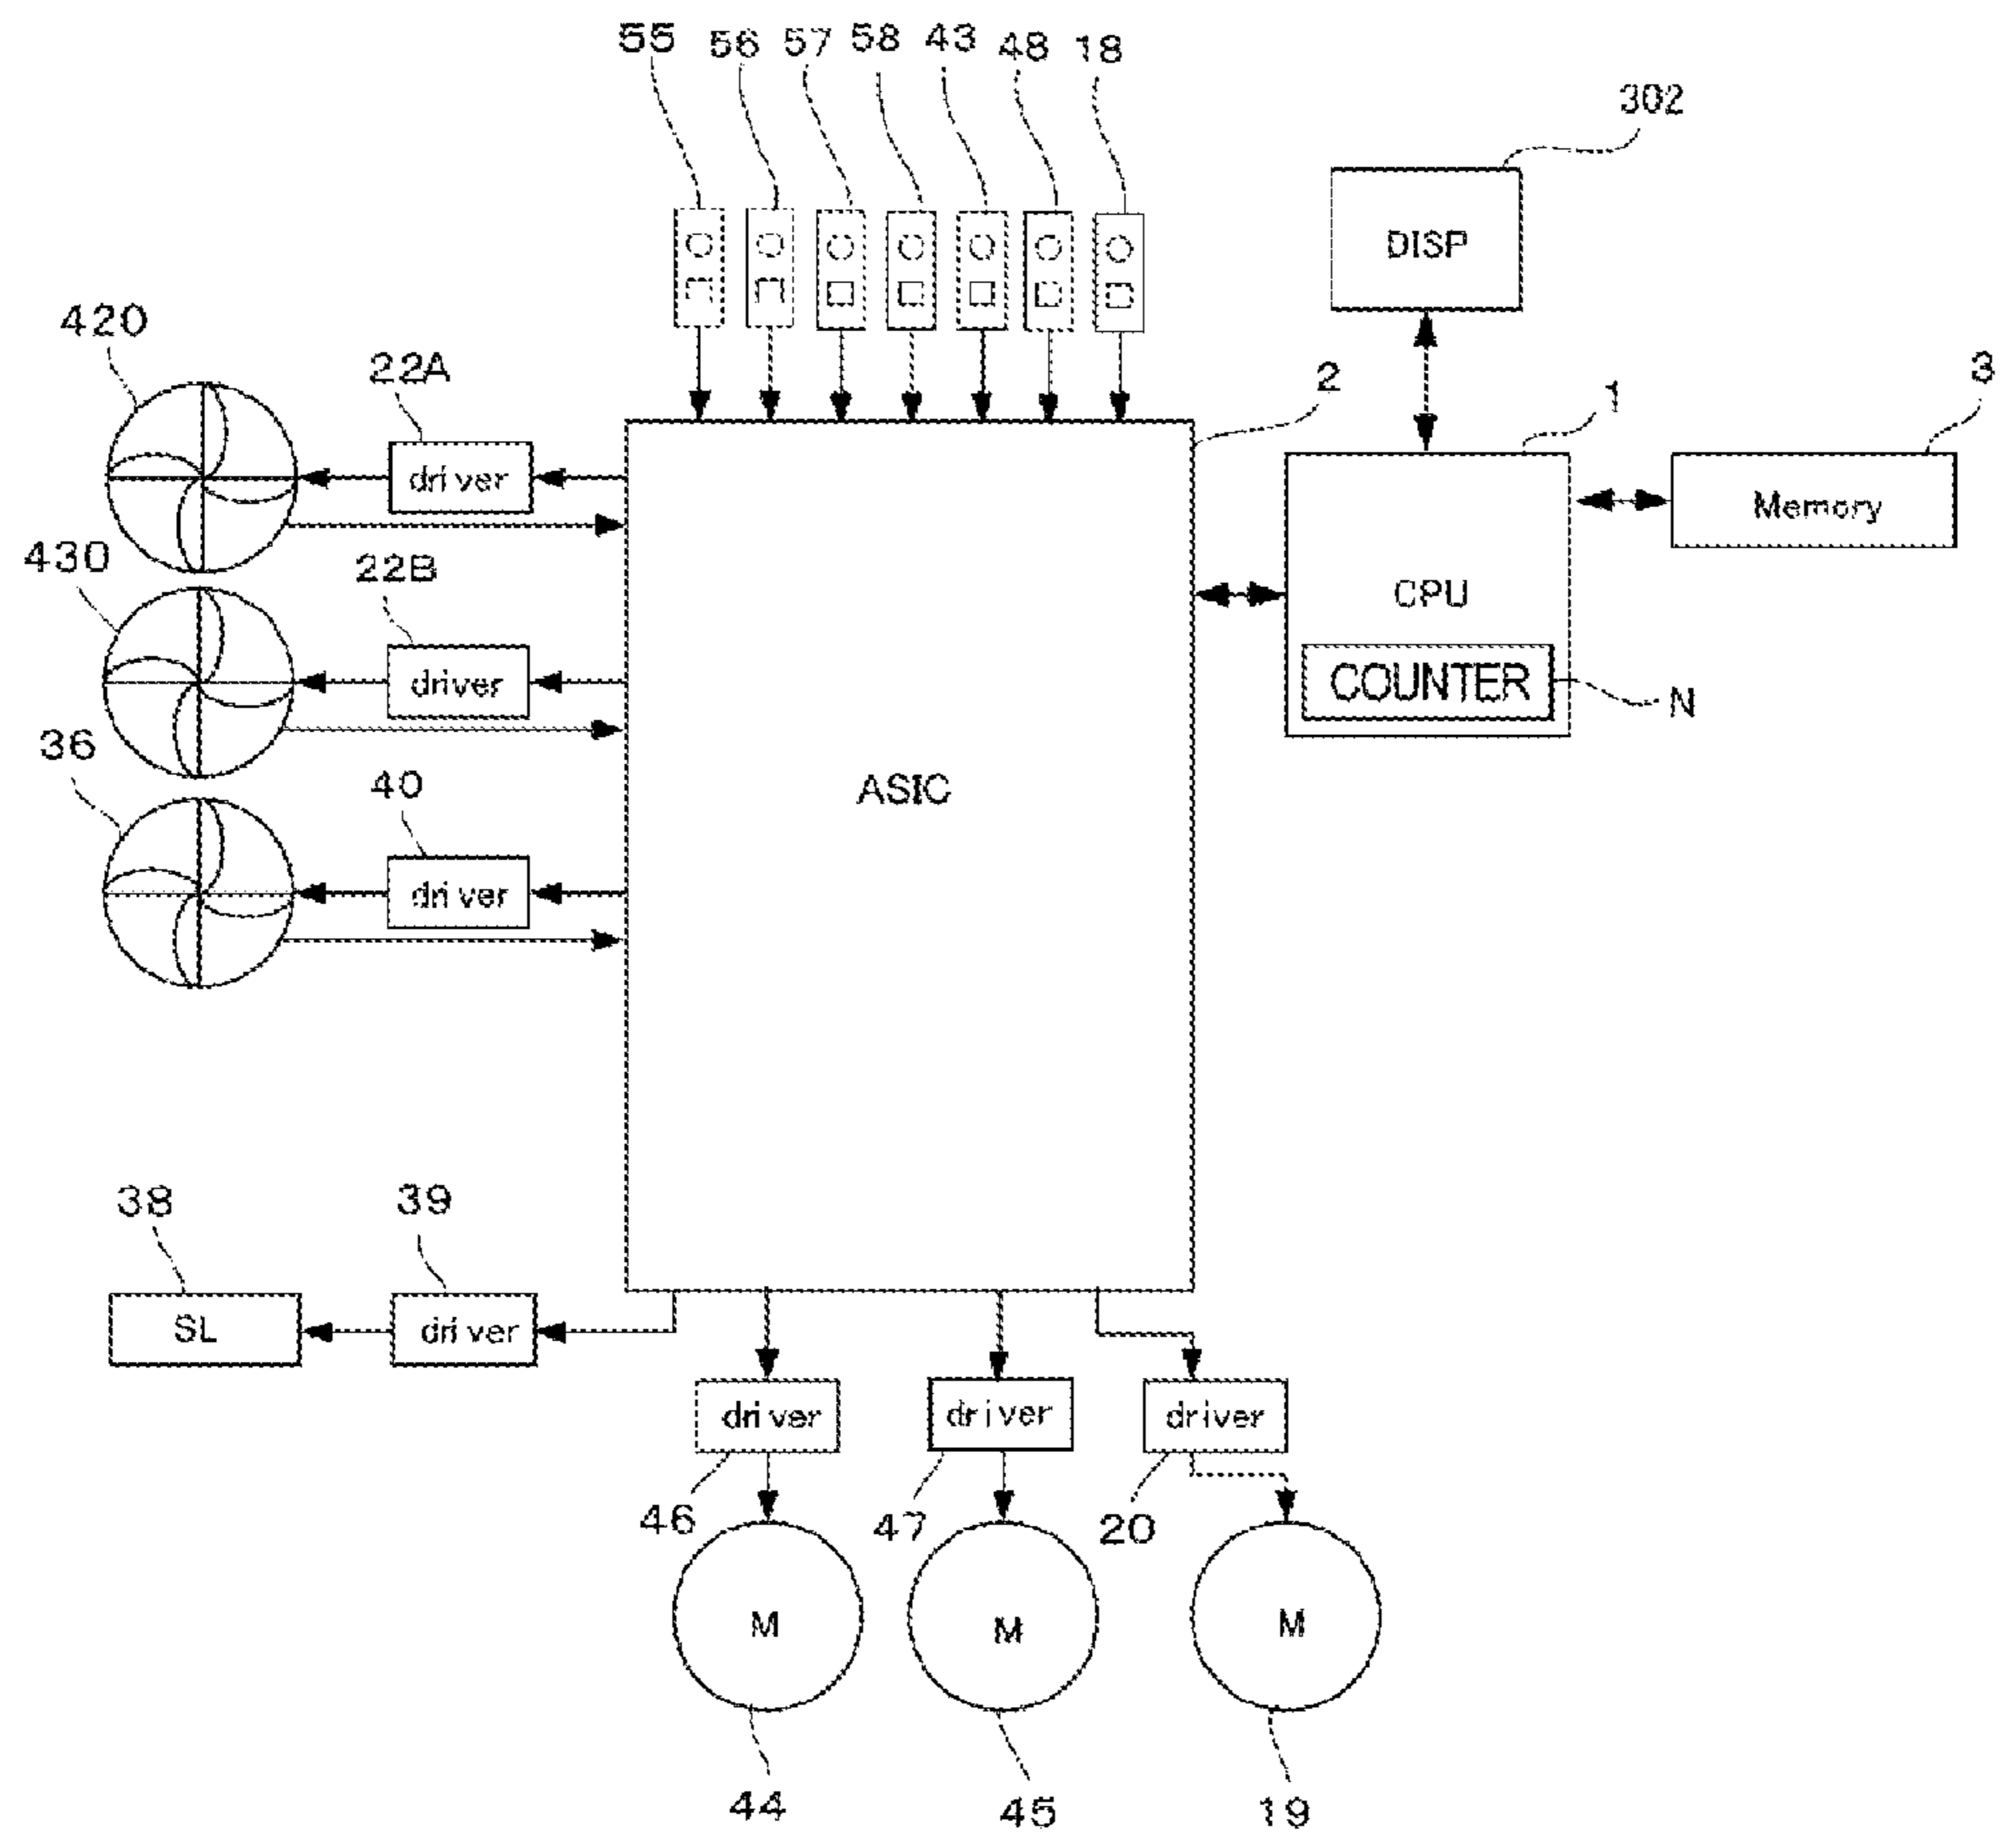 55 56 57 58 43 48 18
302
DISP
420
22A
2
1
3
driver
Memory
430
22B
CPU
driver
COUNTER
N
36
40
ASIC
driver
38
39
SL
driver
driver
driver
driver
46
47
20
M
M
M
44
45
19